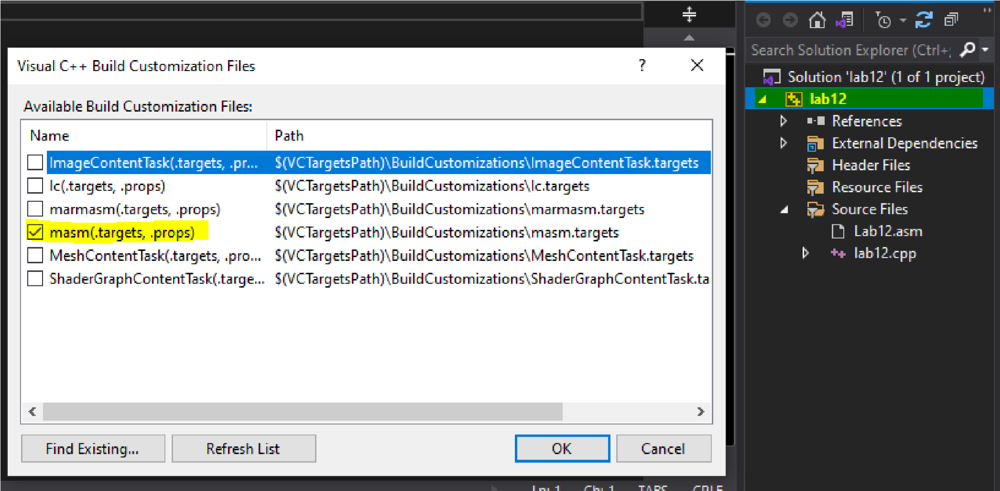 Visual C++ Build Customization Files
?
Available Build Customization Files:
Name Path
ImageContentTask(.targets, .pr... $(VCTargetsPath)\BuildCustomizations\ImageContentTask.targets
lc(.targets, .props) $(VCTargetsPath)\BuildCustomizations\lc.targets
marmasm(.targets, .props) $(VCTargetsPath)\BuildCustomizations\marmasm.targets
masm(.targets, .props) $(VCTargetsPath)\BuildCustomizations\masm.targets
MeshContentTask(.targets, .pro... $(VCTargetsPath)\BuildCustomizations\MeshContentTask.targets
ShaderGraphContentTask(.targe... $(VCTargetsPath)\BuildCustomizations\ShaderGraphContentTask.ta
Find Existing... Refresh List OK Cancel
Search Solution Explorer (Ctrl+;
Solution 'lab12' (1 of 1 project)
lab12
References
External Dependencies
Header Files
Resource Files
Source Files
Lab12.asm
lab12.cpp
Ln: 1 Ch: 1 TABS CRLF